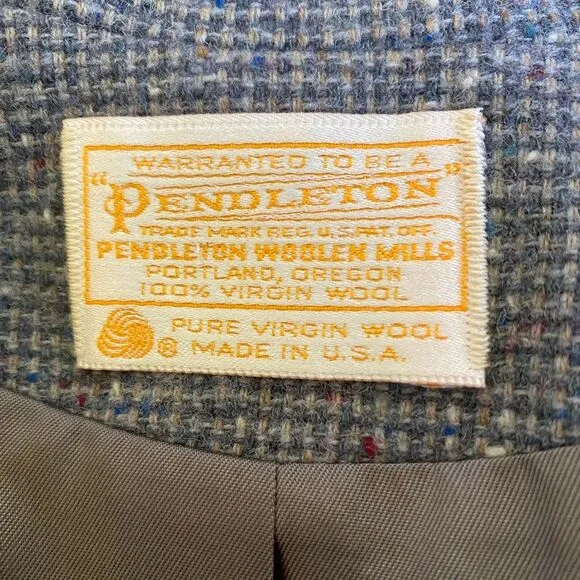 WARRANTED TO BE A
"PENDLETON"
TRADE MARK REG. U.S. PAT. OFF.
PENDLETON WOOLEN MILLS
PORTLAND, OREGON
100% VIRGIN WOOL
PURE VIRGIN WOOL
® MADE IN U.S.A.